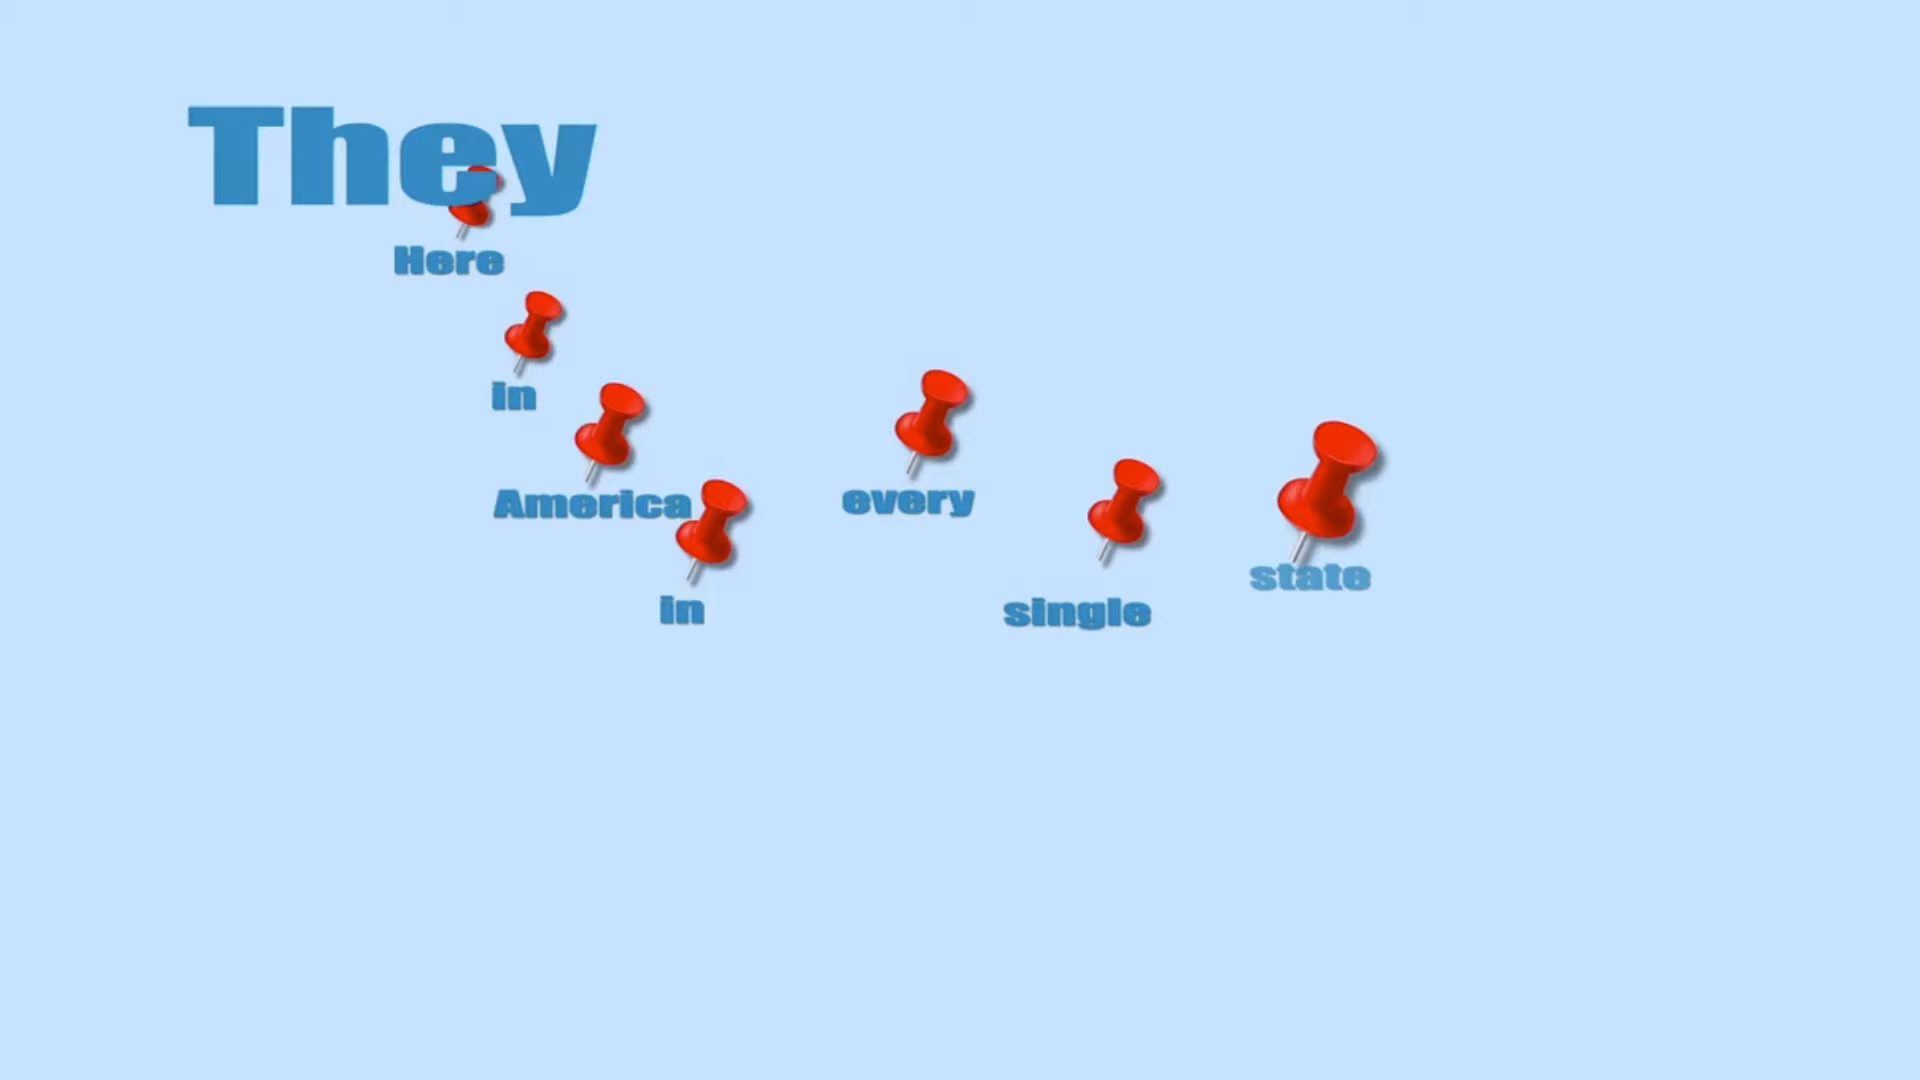 They
Here
in
America
in
every
single
state